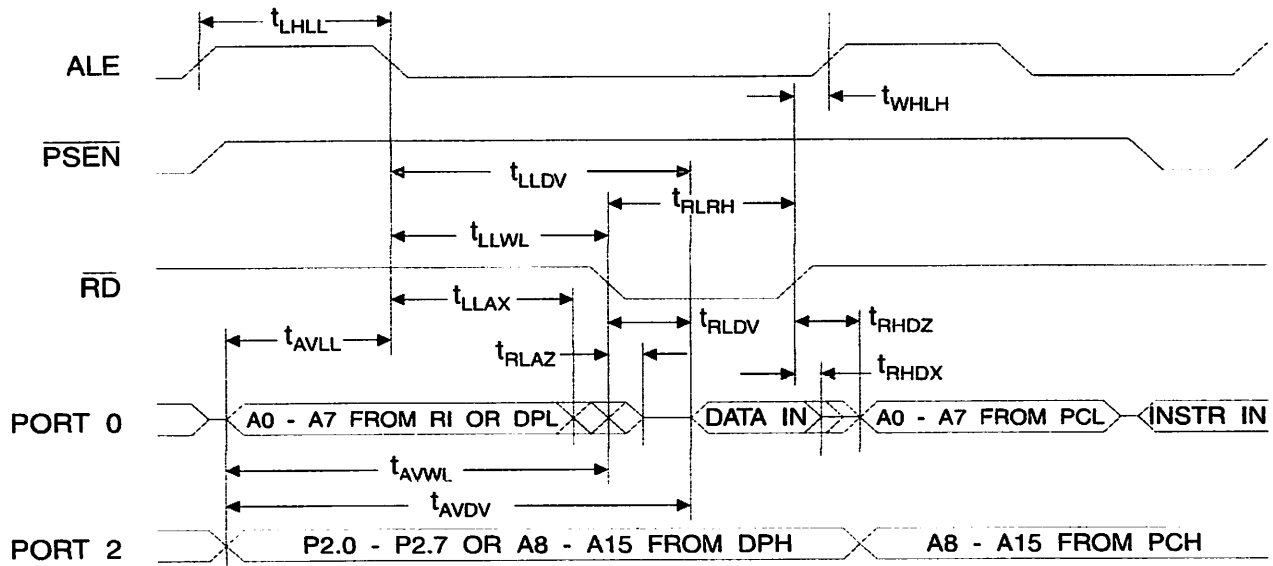 tLHLL
ALE
tWHLH
PSEN
tLLDV
tRLRH
tLLWL
RD
tLLAX
tRLDV
tRHDZ
tAVLL
tRLAZ
tRHDX
PORT 0
A0 - A7 FROM RI OR DPL
DATA IN
A0 - A7 FROM PCL
INSTR IN
tAVWL
tAVDV
PORT 2
P2.0 - P2.7 OR A8 - A15 FROM DPH
A8 - A15 FROM PCH